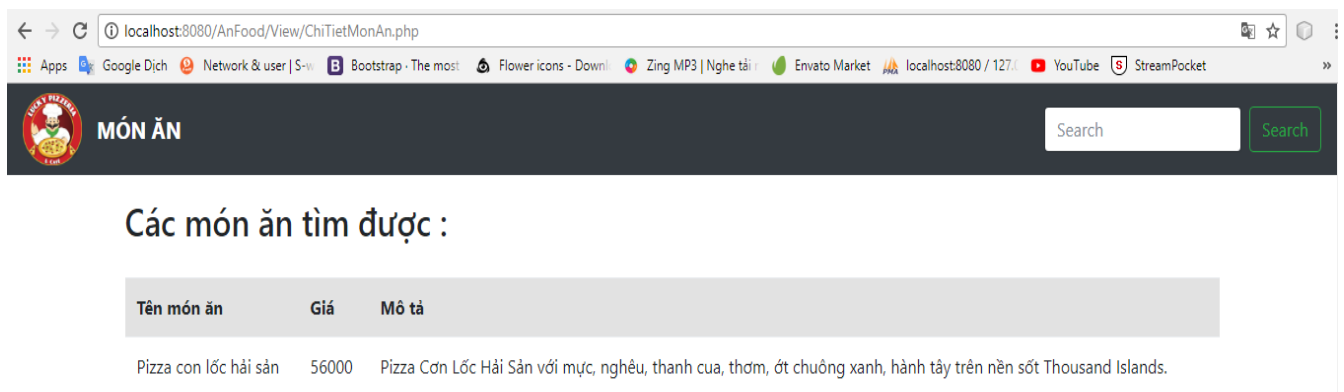 localhost:8080/AnFood/View/ChiTietMonAn.php
Apps Google Dịch Network & user | S-w Bootstrap · The most Flower icons - Downl Zing MP3 | Nghe tải Envato Market localhost:8080 / 127. YouTube StreamPocket »
LUCKY PIZZERIA
MÓN ĂN Search Search
Các món ăn tìm được :
Tên món ăn Giá Mô tả
Pizza con lốc hải sản 56000 Pizza Cơn Lốc Hải Sản với mực, nghêu, thanh cua, thơm, ớt chuông xanh, hành tây trên nền sốt Thousand Islands.